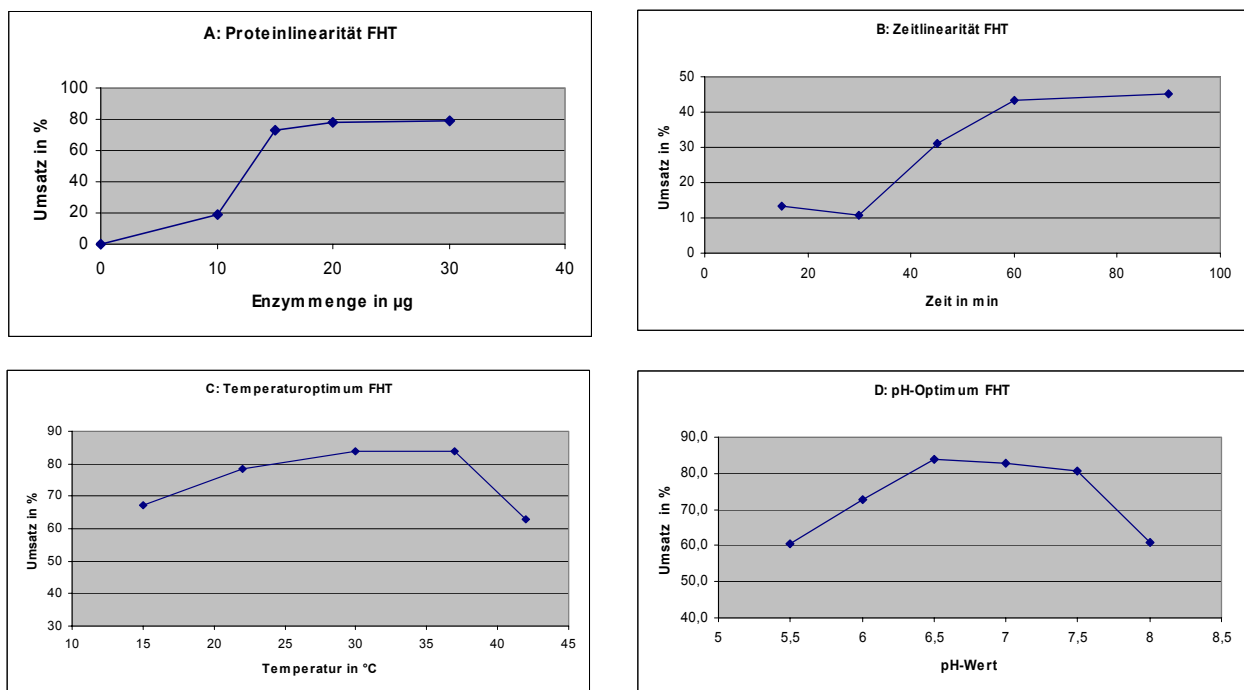 A: Proteinlinearität FHT
Umsatz in %
100
80
60
40
20
0
0 10 20 30 40
Enzymmenge in µg
B: Zeitlinearität FHT
Umsatz in %
50
40
30
20
10
0
0 20 40 60 80 100
Zeit in min
C: Temperaturoptimum FHT
Umsatz in %
90
80
70
60
50
40
30
10 15 20 25 30 35 40 45
Temperatur in °C
D: pH-Optimum FHT
Umsatz in %
90,0
80,0
70,0
60,0
50,0
40,0
5 5,5 6 6,5 7 7,5 8 8,5
pH-Wert